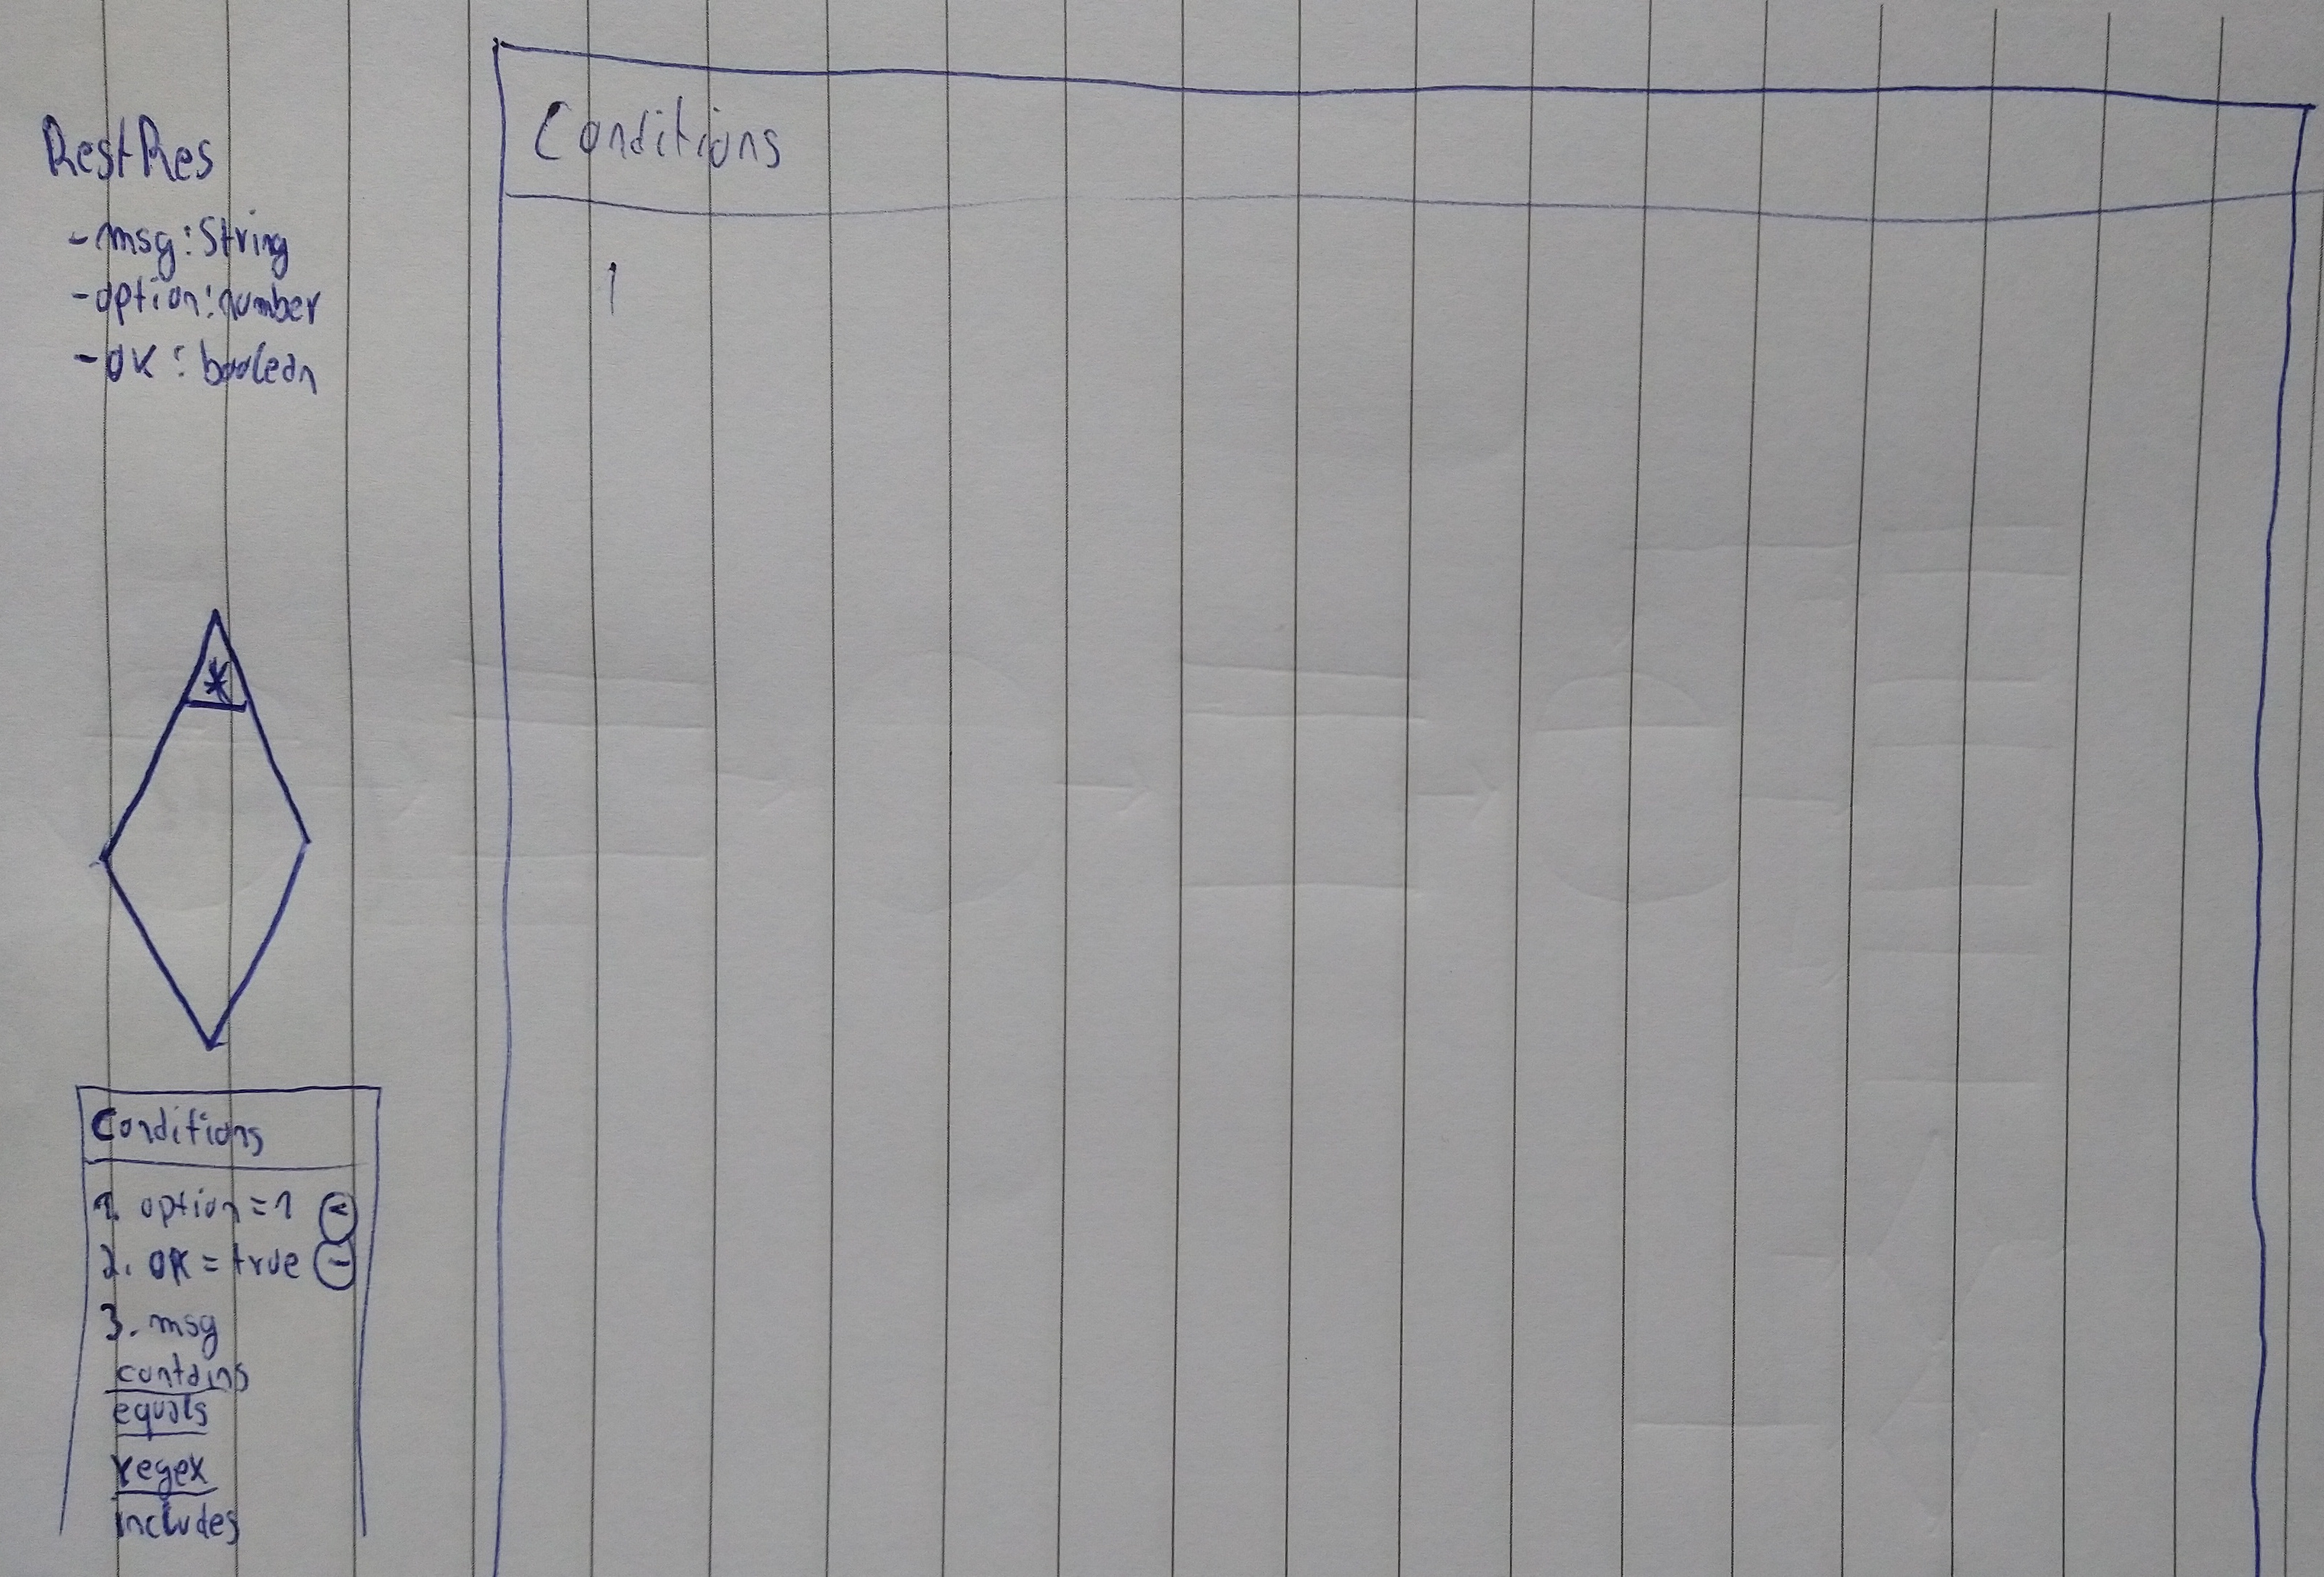 RestRes
- msg: String
- option: number
- OK: boolean
*
Conditions
1. option = 1
2. OK = true -
3. msg
contains
equals
regex
includes
Conditions
1